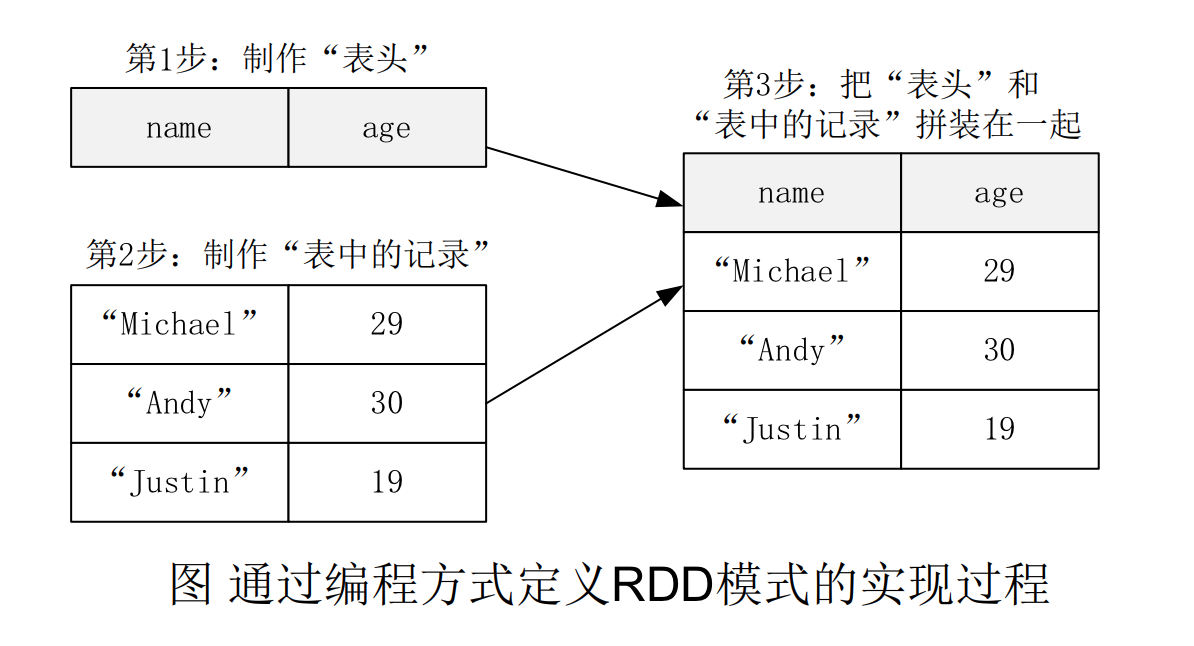 第1步：制作“表头”
name age
第2步：制作“表中的记录”
“Michael” 29
“Andy” 30
“Justin” 19
第3步：把“表头”和
“表中的记录”拼装在一起
name age
“Michael” 29
“Andy” 30
“Justin” 19
图 通过编程方式定义RDD模式的实现过程